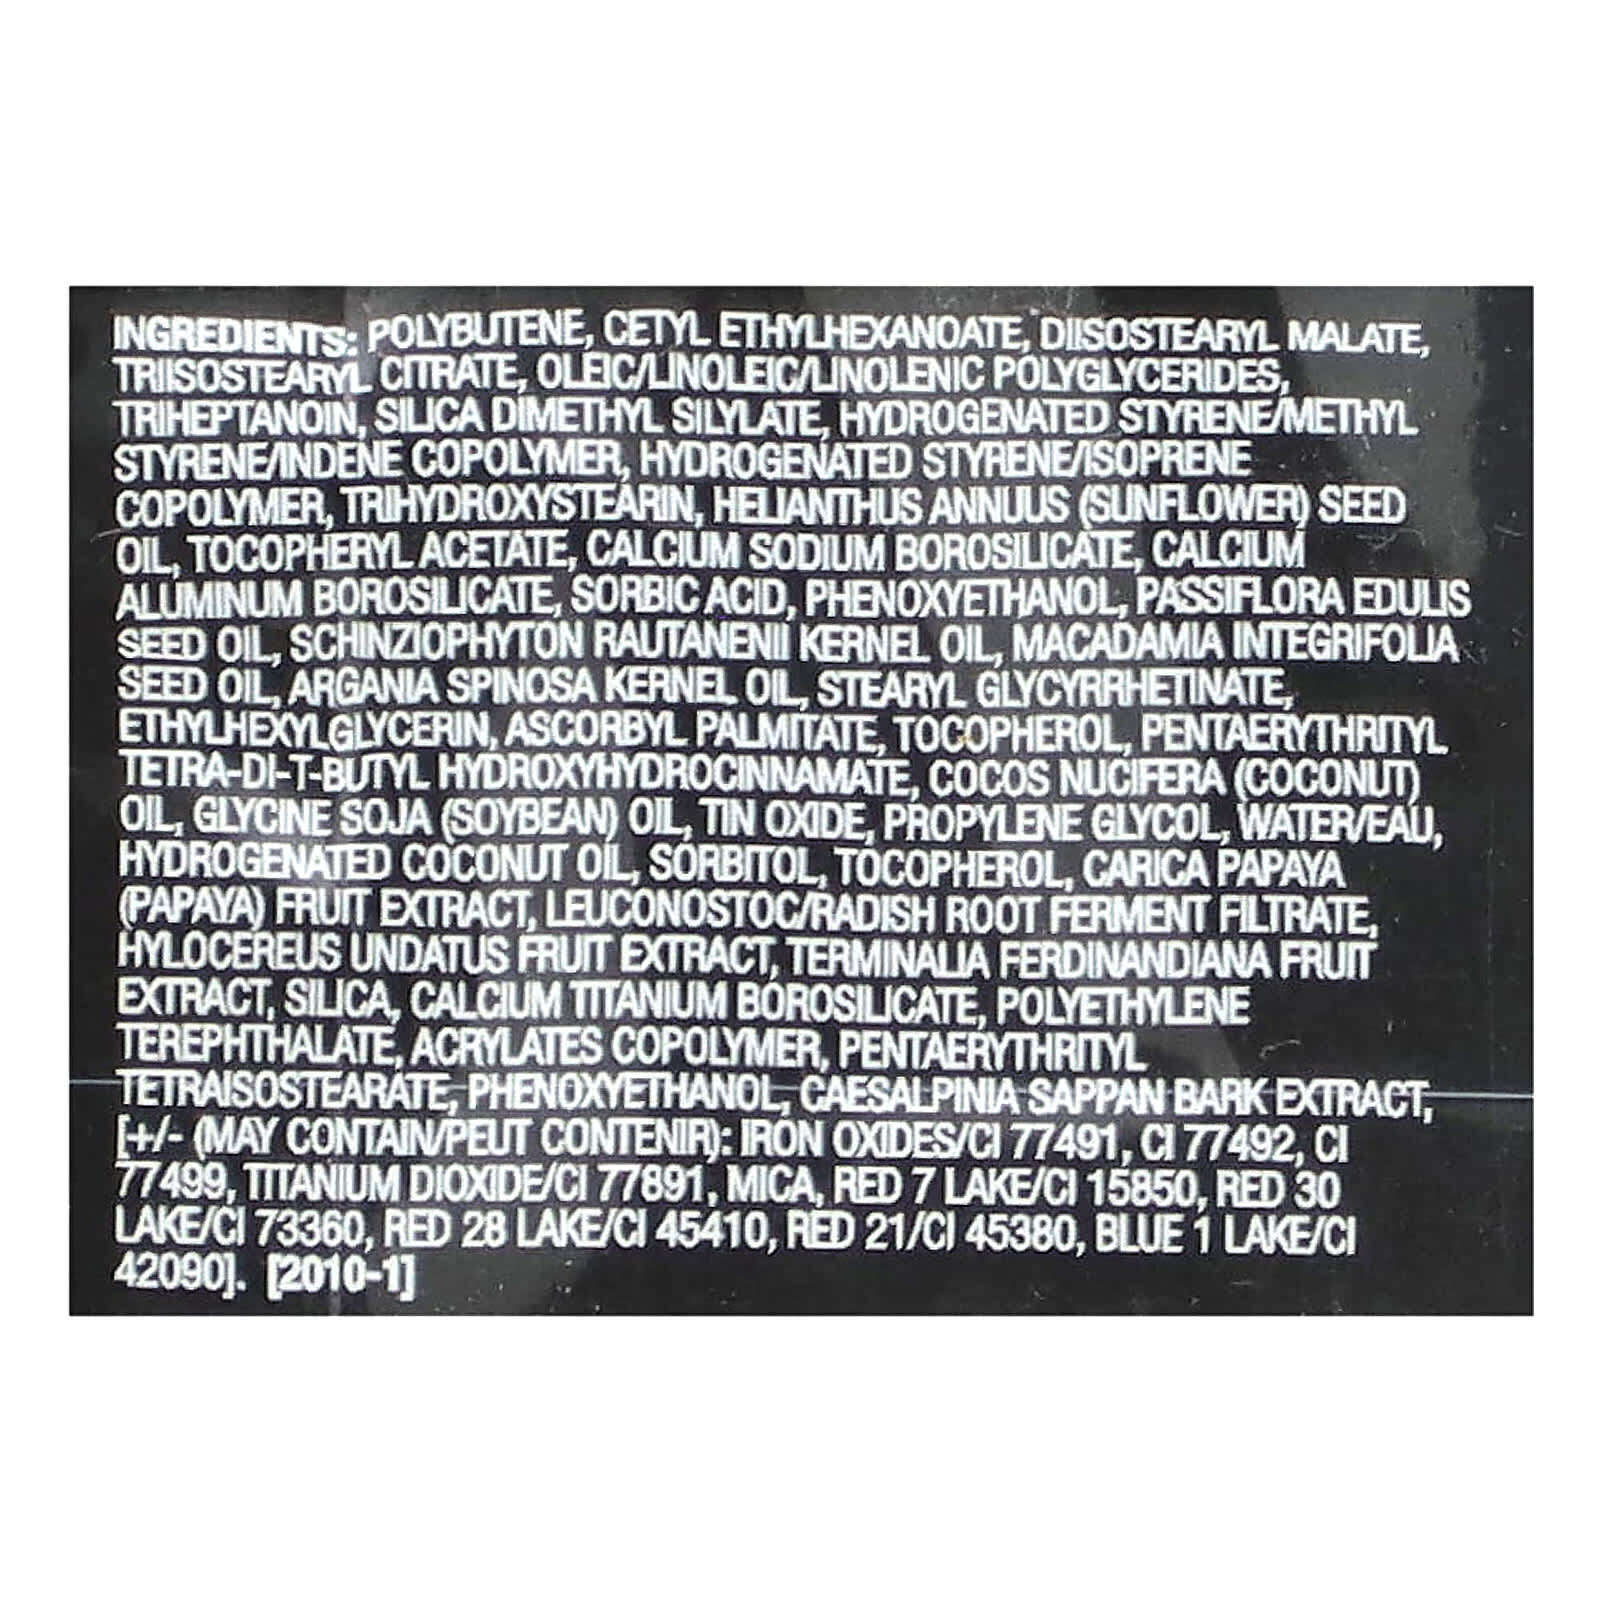 INGREDIENTS: POLYBUTENE, CETYL ETHYLHEXANOATE, DIISOSTEARYL MALATE,
TRIISOSTEARYL CITRATE, OLEIC/LINOLEIC/LINOLENIC POLYGLYCERIDES,
TRIHEPTANOIN, SILICA DIMETHYL SILYLATE, HYDROGENATED STYRENE/METHYL
STYRENE/INDENE COPOLYMER, HYDROGENATED STYRENE/ISOPRENE
COPOLYMER, TRIHYDROXYSTEARIN, HELIANTHUS ANNUUS (SUNFLOWER) SEED
OIL, TOCOPHERYL ACETATE, CALCIUM SODIUM BOROSILICATE, CALCIUM
ALUMINUM BOROSILICATE, SORBIC ACID, PHENOXYETHANOL, PASSIFLORA EDULIS
SEED OIL, SCHINZIOPHYTON RAUTANENII KERNEL OIL, MACADAMIA INTEGRIFOLIA
SEED OIL, ARGANIA SPINOSA KERNEL OIL, STEARYL GLYCYRRHETINATE,
ETHYLHEXYLGLYCERIN, ASCORBYL PALMITATE, TOCOPHEROL, PENTAERYTHRITYL
TETRA-DI-T-BUTYL HYDROXYHYDROCINNAMATE, COCOS NUCIFERA (COCONUT)
OIL, GLYCINE SOJA (SOYBEAN) OIL, TIN OXIDE, PROPYLENE GLYCOL, WATER/EAU,
HYDROGENATED COCONUT OIL, SORBITOL, TOCOPHEROL, CARICA PAPAYA
(PAPAYA) FRUIT EXTRACT, LEUCONOSTOC/RADISH ROOT FERMENT FILTRATE,
HYLOCEREUS UNDATUS FRUIT EXTRACT, TERMINALIA FERDINANDIANA FRUIT
EXTRACT, SILICA, CALCIUM TITANIUM BOROSILICATE, POLYETHYLENE
TEREPHTHALATE, ACRYLATES COPOLYMER, PENTAERYTHRITYL
TETRAISOSTEARATE, PHENOXYETHANOL, CAESALPINIA SAPPAN BARK EXTRACT,
[+/- (MAY CONTAIN/PEUT CONTENIR): IRON OXIDES/CI 77491, CI 77492, CI
77499, TITANIUM DIOXIDE/CI 77891, MICA, RED 7 LAKE/CI 15850, RED 30
LAKE/CI 73360, RED 28 LAKE/CI 45410, RED 21/CI 45380, BLUE 1 LAKE/CI
42090]. [2010-1]